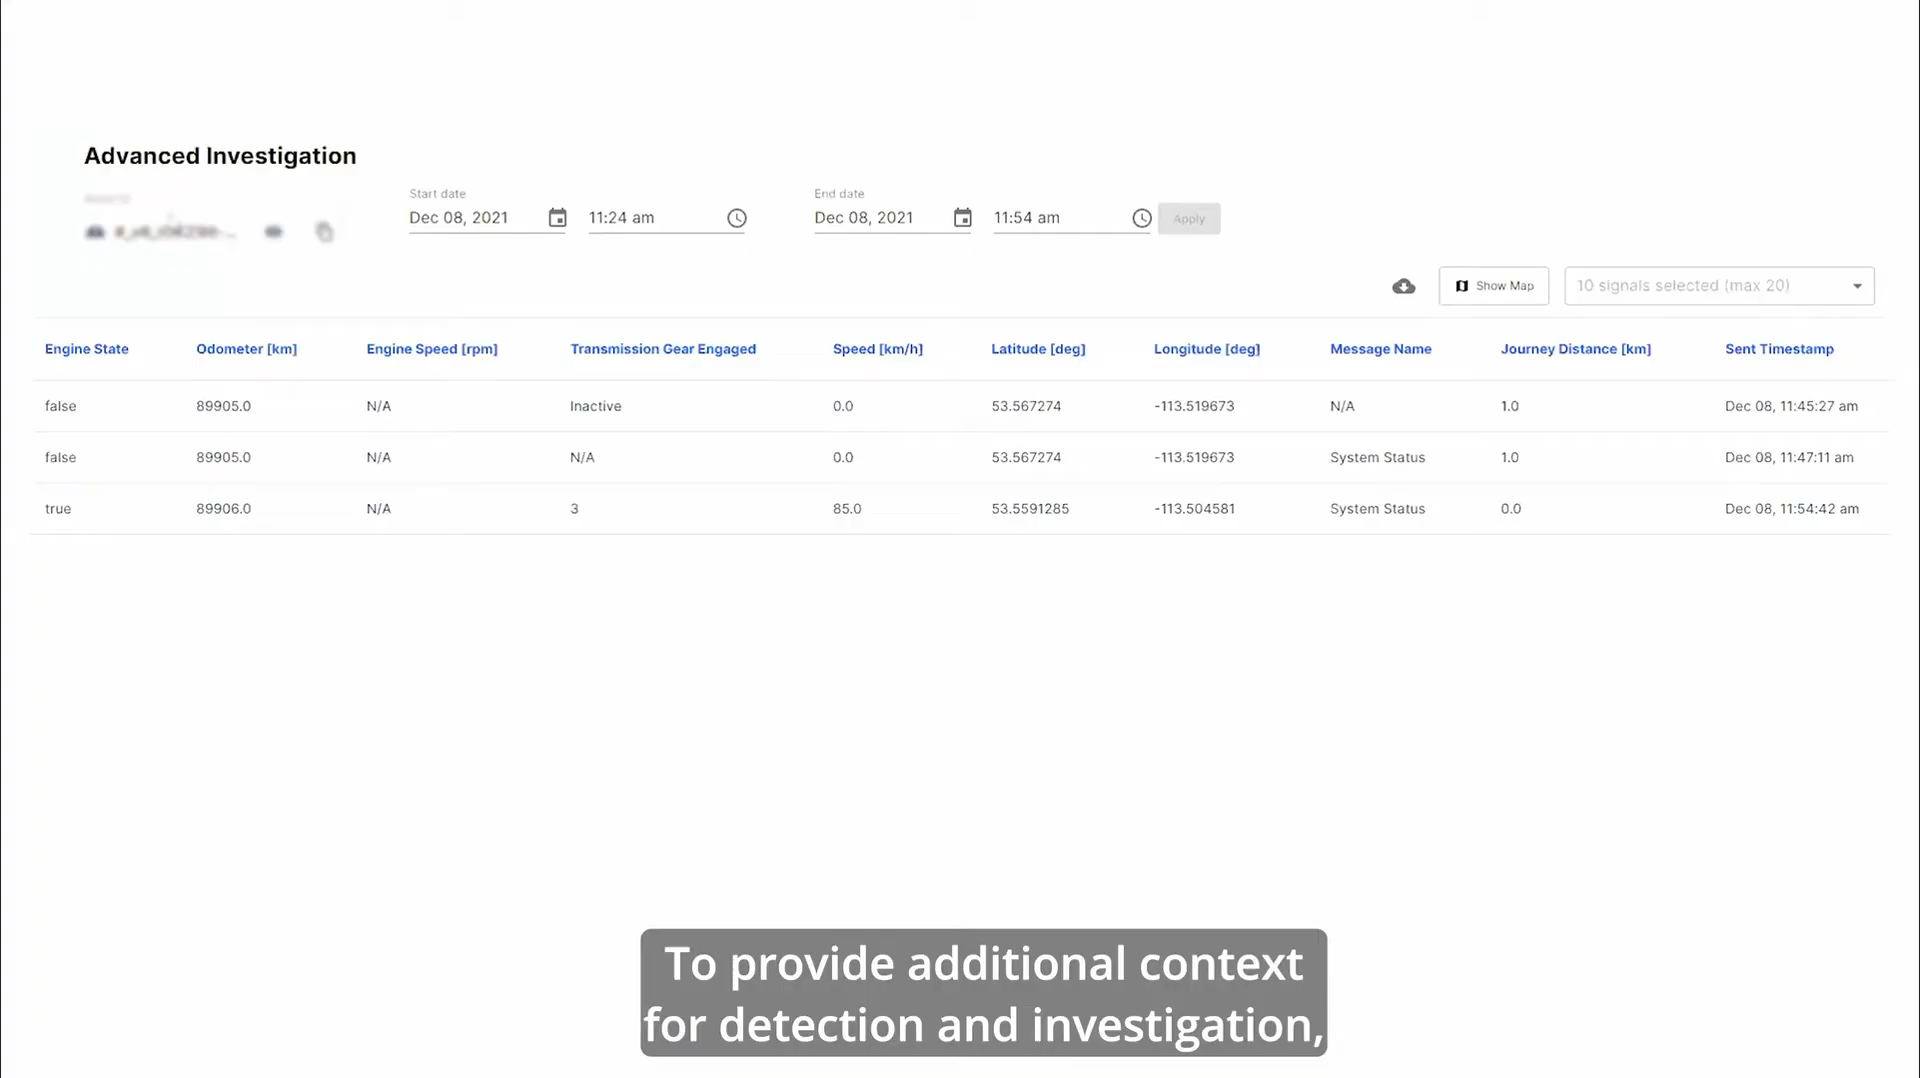 Advanced Investigation
Start date
End date
Dec 08, 2021 11:24 am Dec 08, 2021 11:54 am Apply
Show Map 10 signals selected (max 20)
Engine State Odometer [km] Engine Speed [rpm] Transmission Gear Engaged Speed [km/h] Latitude [deg] Longitude [deg] Message Name Journey Distance [km] Sent Timestamp
false 89905.0 N/A Inactive 0.0 53.567274 -113.519673 N/A 1.0 Dec 08, 11:45:27 am
false 89905.0 N/A N/A 0.0 53.567274 -113.519673 System Status 1.0 Dec 08, 11:47:11 am
true 89906.0 N/A 3 85.0 53.5591285 -113.504581 System Status 0.0 Dec 08, 11:54:42 am
To provide additional context
for detection and investigation,